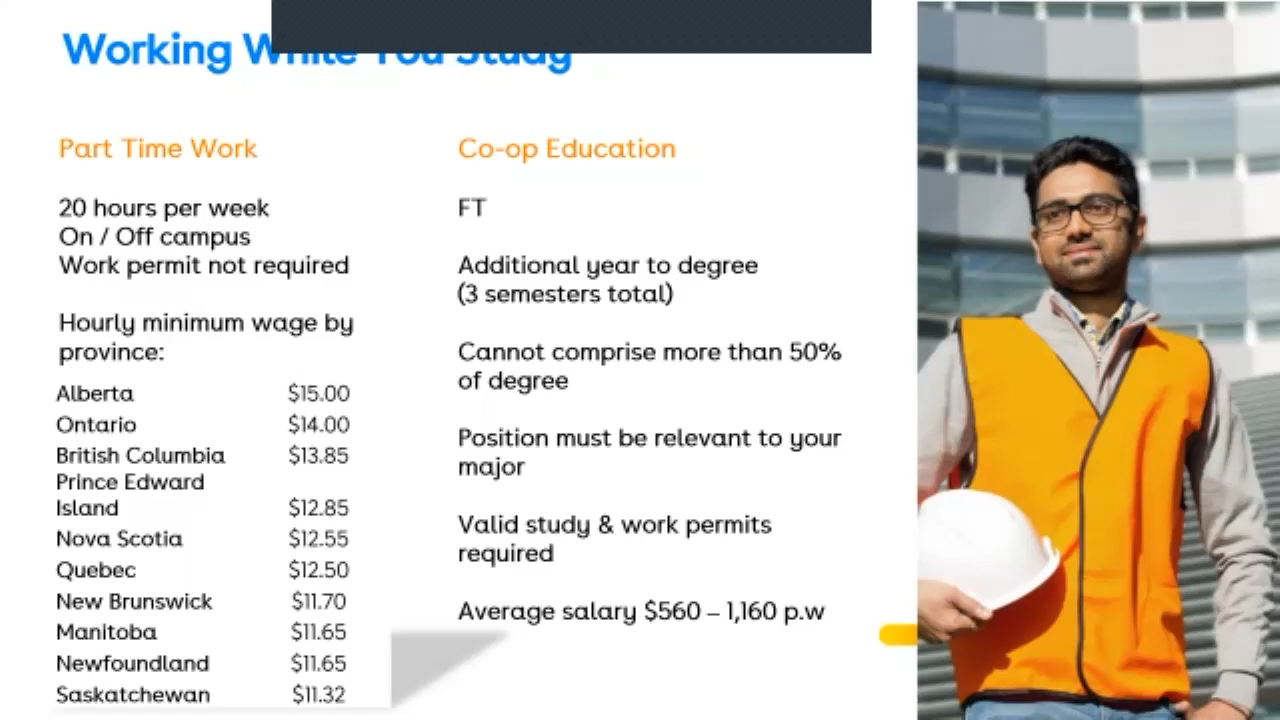 Working While You Study
Part Time Work
20 hours per week
On / Off campus
Work permit not required
Hourly minimum wage by
province:
Alberta $15.00
Ontario $14.00
British Columbia $13.85
Prince Edward
Island $12.85
Nova Scotia $12.55
Quebec $12.50
New Brunswick $11.70
Manitoba $11.65
Newfoundland $11.65
Saskatchewan $11.32
Co-op Education
FT
Additional year to degree
(3 semesters total)
Cannot comprise more than 50%
of degree
Position must be relevant to your
major
Valid study & work permits
required
Average salary $560 – 1,160 p.w